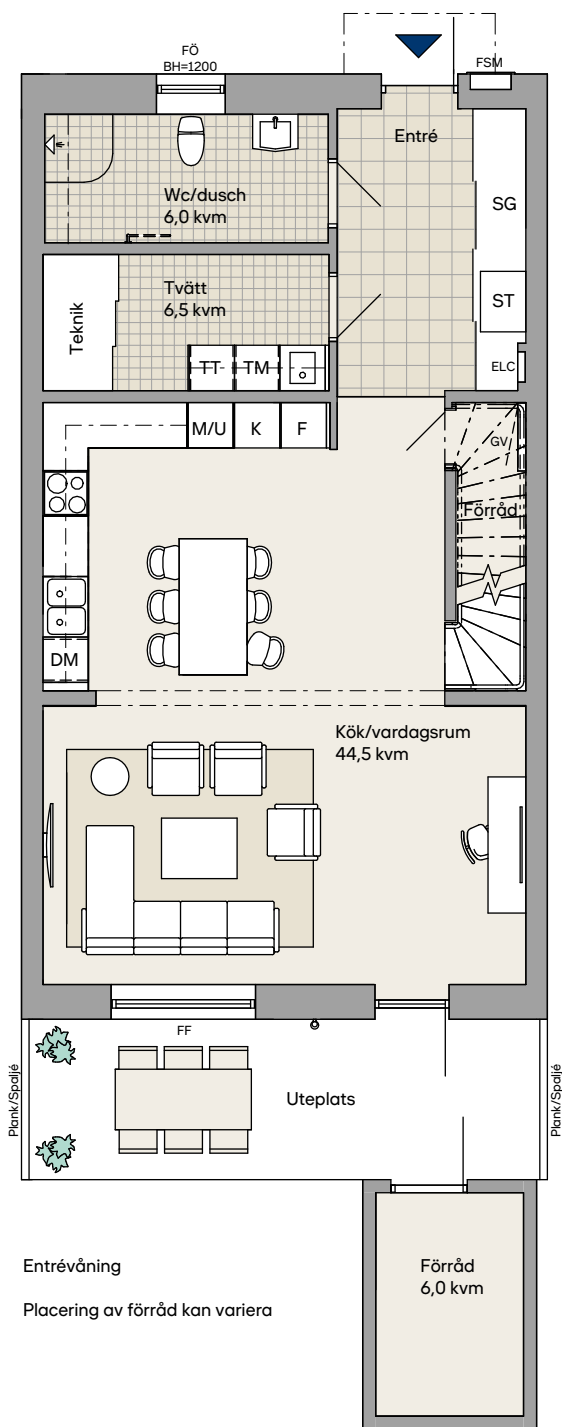 FÖ
BH=1200
FSM
Entré
Wc/dusch
6,0 kvm
SG
Tvätt
6,5 kvm
Teknik
ST
TT
TM
ELC
M/U
K
F
GV
Förråd
DM
Kök/vardagsrum
44,5 kvm
FF
Uteplats
Plank/Spaljé
Plank/Spaljé
Entrévåning
Förråd
6,0 kvm
Placering av förråd kan variera